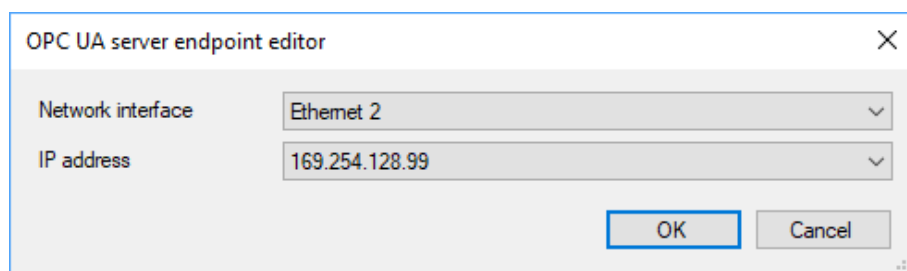 OPC UA server endpoint editor
Network interface Ethernet 2
IP address 169.254.128.99
OK Cancel